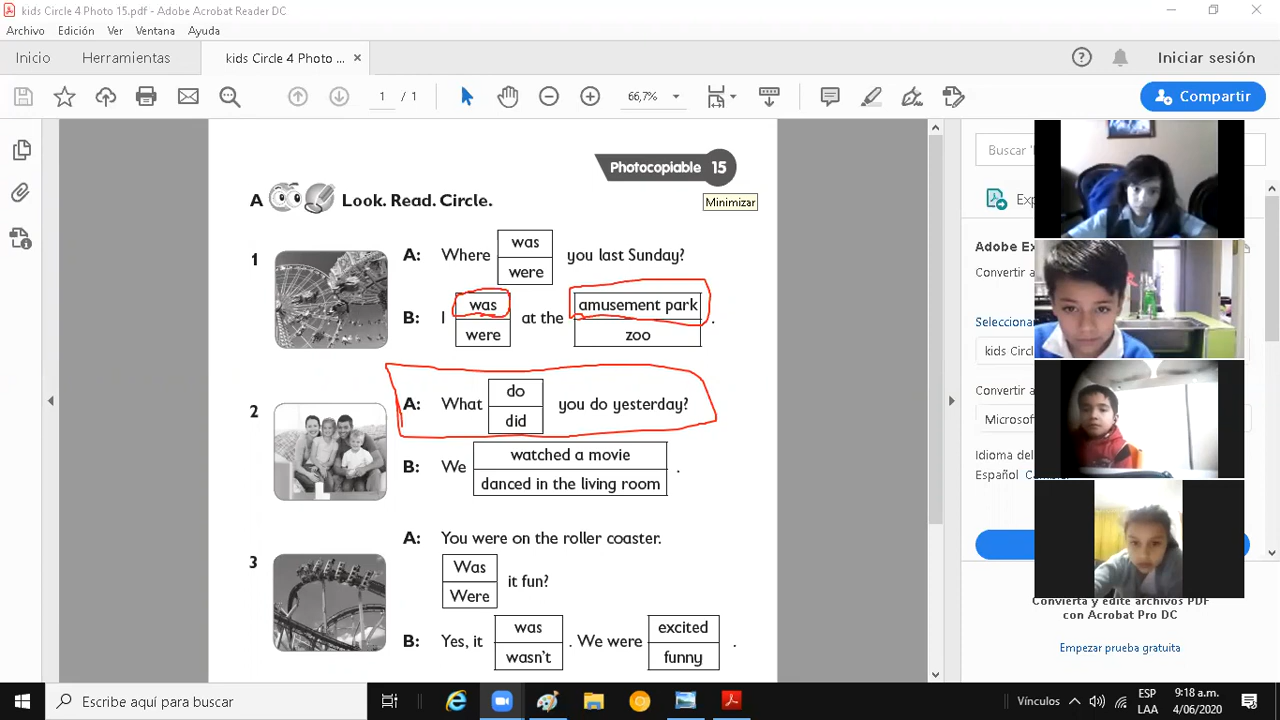 kids Circle 4 Photo 15.pdf - Adobe Acrobat Reader DC
Archivo Edición Ver Ventana Ayuda
Inicio Herramientas kids Circle 4 Photo ... Iniciar sesión
1 / 1 66,7% Compartir
Photocopiable 15
Minimizar
A Look. Read. Circle.
1 A: Where was you last Sunday?
were
B: I was at the amusement park .
were zoo
2 A: What do you do yesterday?
did
B: We watched a movie .
danced in the living room
3 A: You were on the roller coaster.
Was it fun?
Were
B: Yes, it was . We were excited .
wasn't funny
Buscar
Adobe
Convertir
Seleccionar
kids
Convertir a
Microsof
Idioma del
Español
Convierta y edite archivos PDF
con Acrobat Pro DC
Empezar prueba gratuita
Escribe aquí para buscar
Vínculos ESP 9:18 a.m.
LAA 4/06/2020